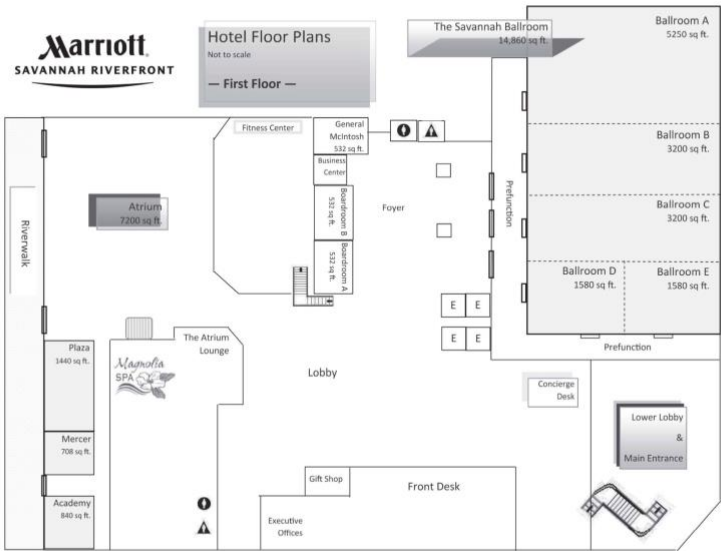 Marriott
SAVANNAH RIVERFRONT
Hotel Floor Plans
Not to scale
— First Floor —
The Savannah Ballroom
14,860 sq ft.
Ballroom A
5250 sq ft.
Ballroom B
3200 sq ft.
Ballroom C
3200 sq ft.
Ballroom D
1580 sq ft.
Ballroom E
1580 sq ft.
Prefunction
Prefunction
Fitness Center
General
McIntosh
532 sq ft.
Business
Center
Boardroom B
532 sq ft.
Boardroom A
532 sq ft.
Foyer
Atrium
7200 sq ft.
Riverwalk
E E
E E
Plaza
1440 sq ft.
The Atrium
Lounge
Magnolia
SPA
Lobby
Concierge
Desk
Lower Lobby
&
Main Entrance
Mercer
708 sq ft.
Academy
840 sq ft.
Gift Shop
Front Desk
Executive
Offices